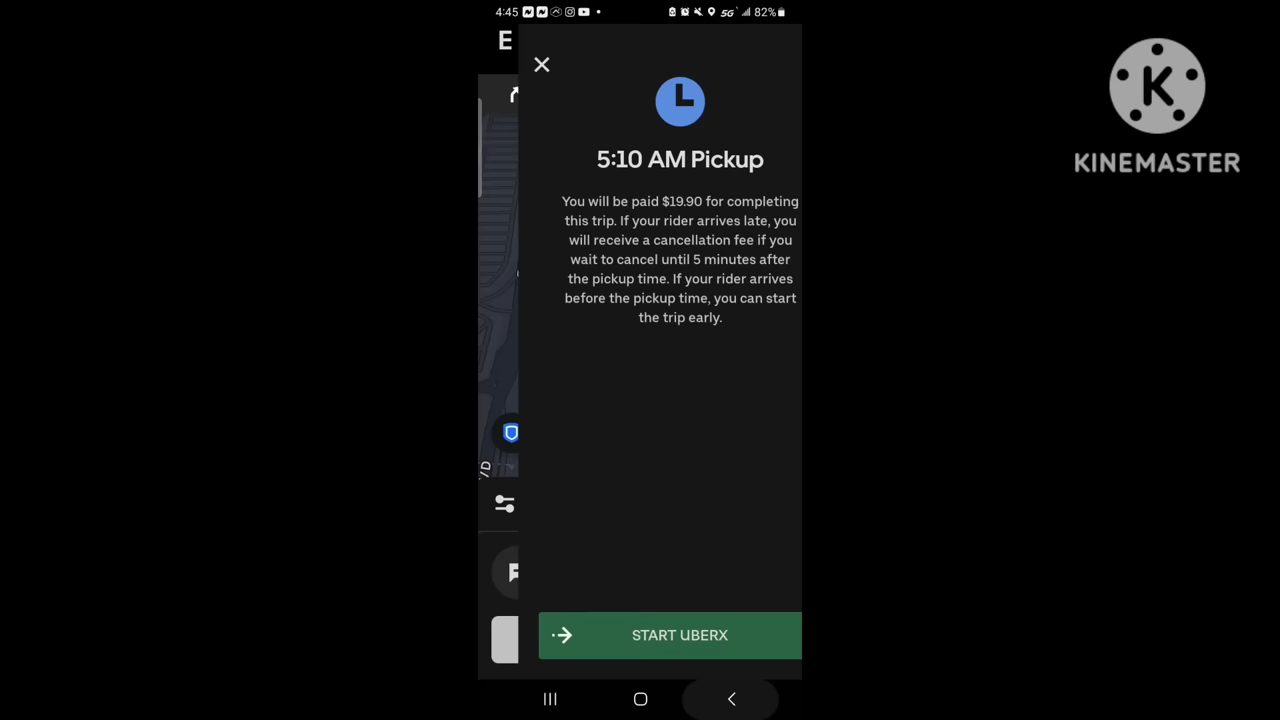 4:45
5G
82%
E
5:10 AM Pickup
You will be paid $19.90 for completing
this trip. If your rider arrives late, you
will receive a cancellation fee if you
wait to cancel until 5 minutes after
the pickup time. If your rider arrives
before the pickup time, you can start
the trip early.
VD
START UBERX
K
KINEMASTER